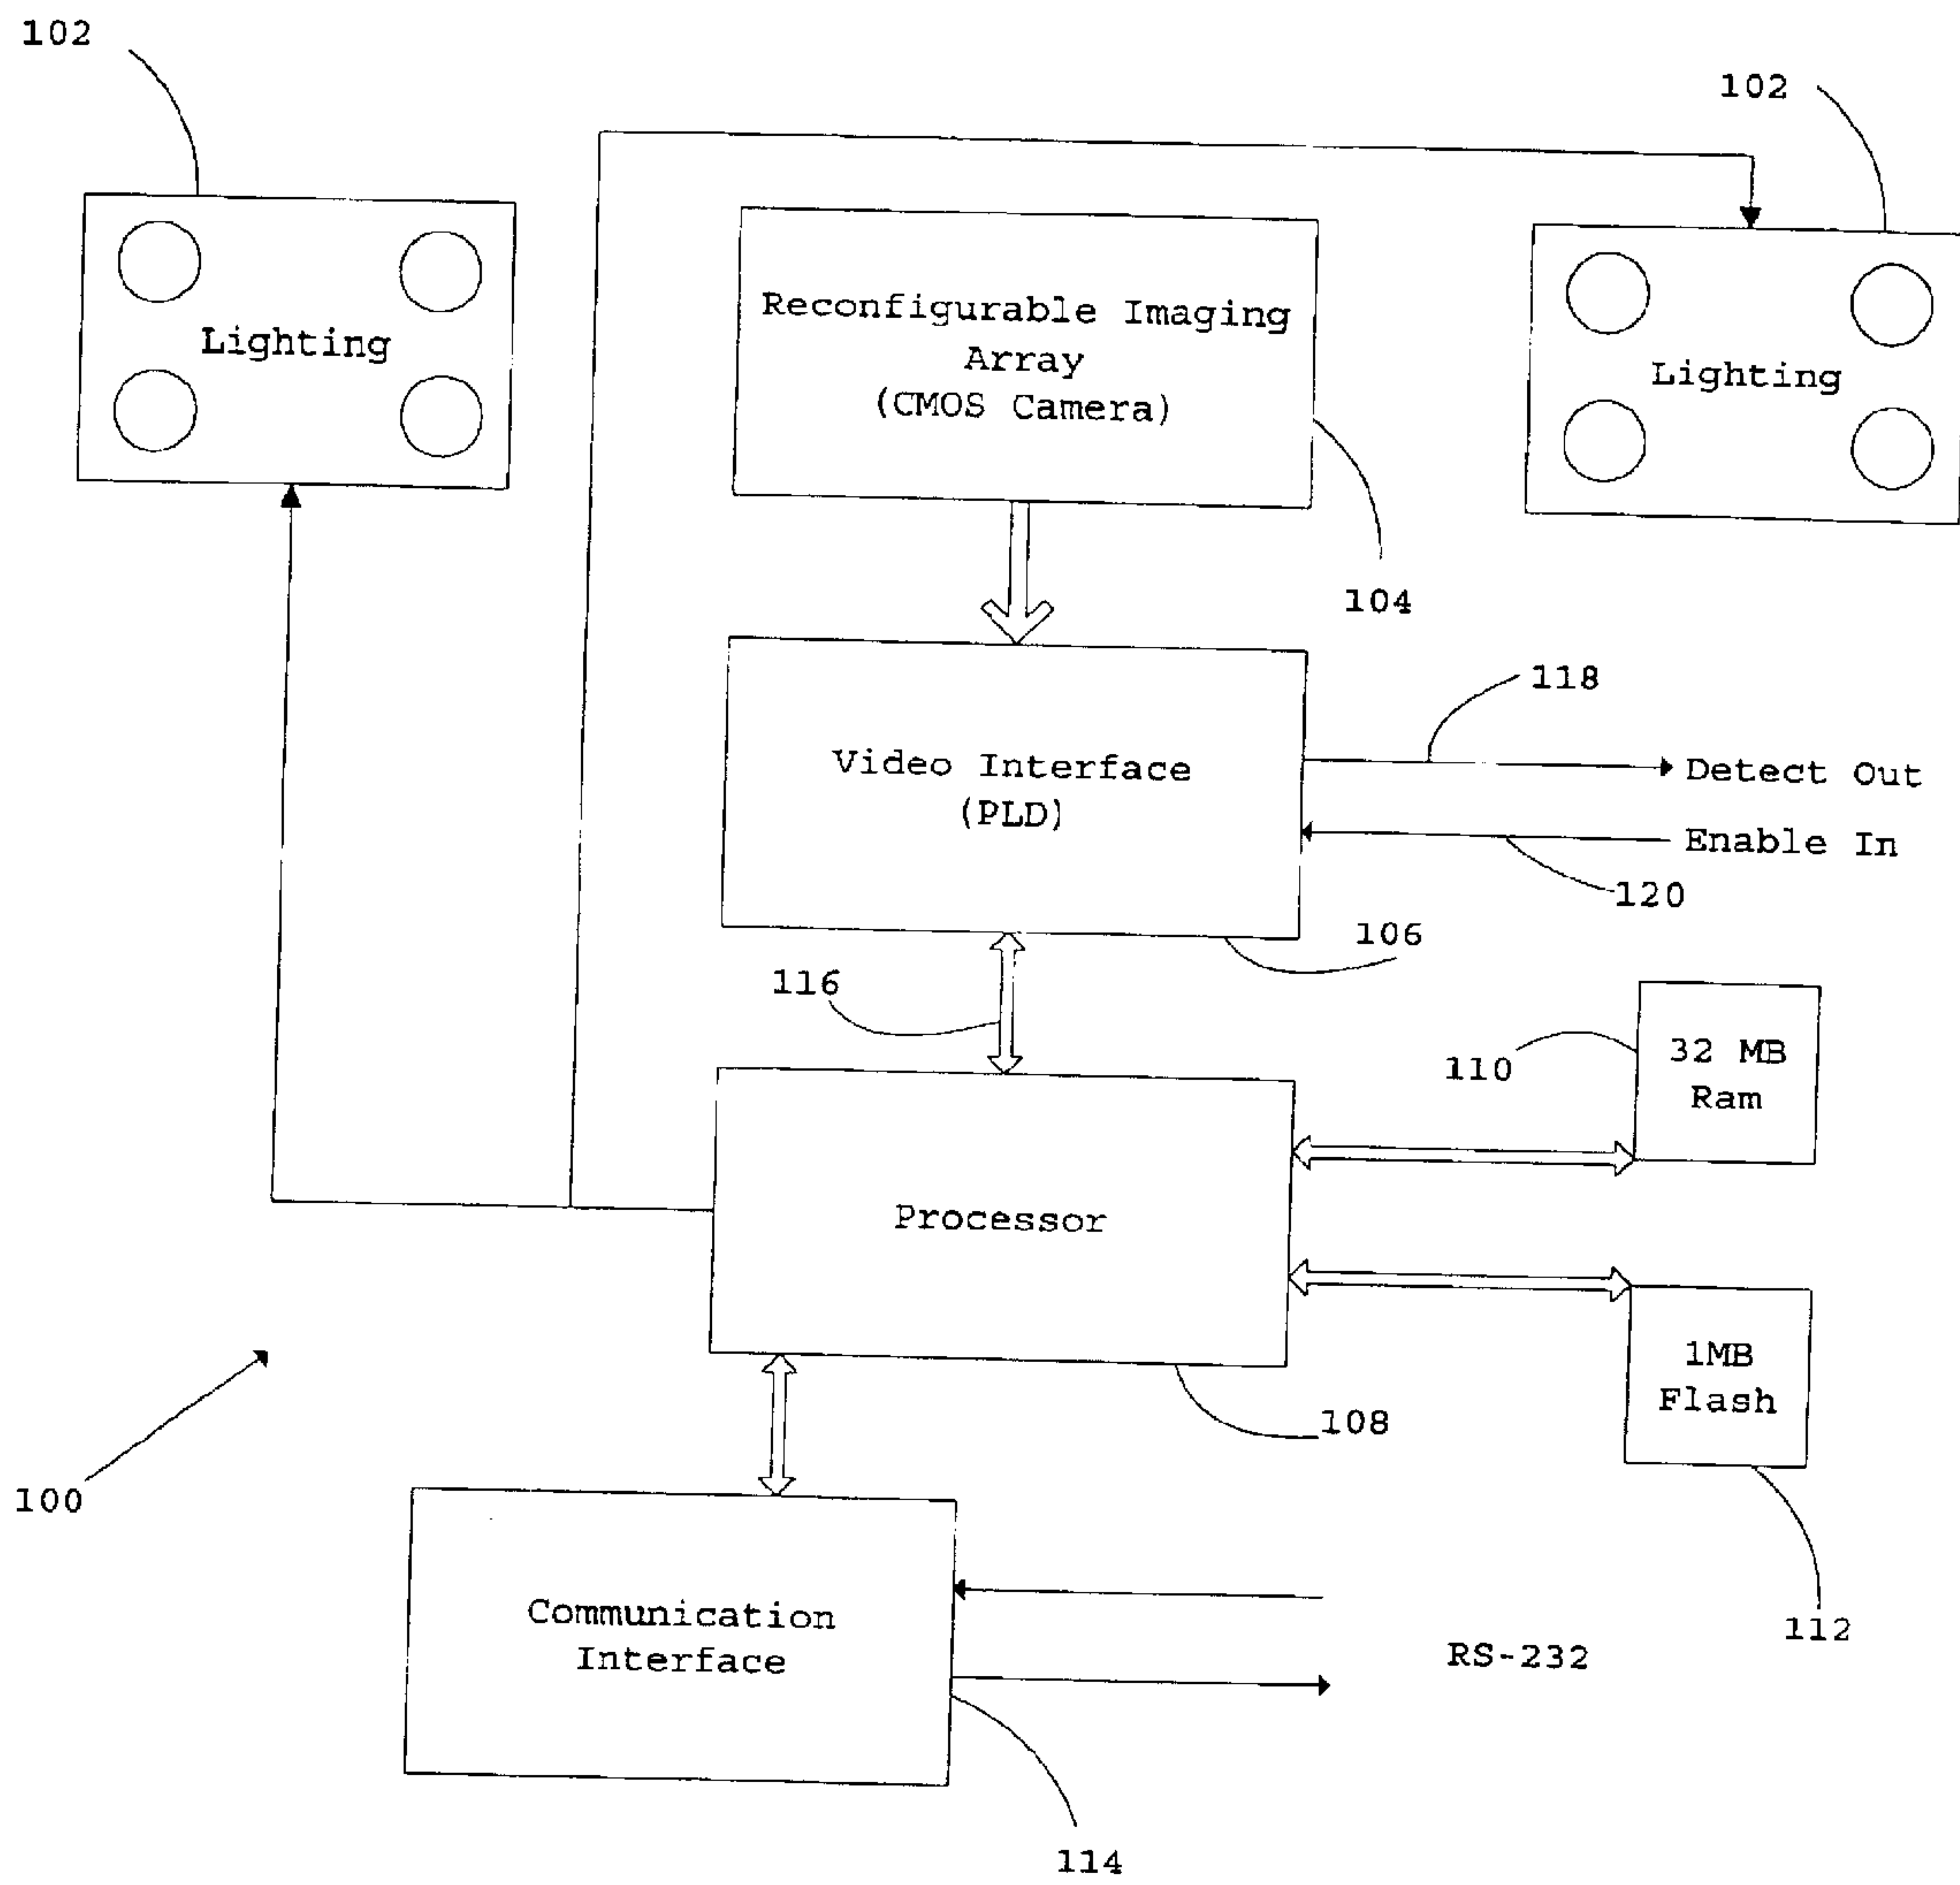 102
102
Lighting
Reconfigurable Imaging
Array
(CMOS Camera)
Lighting
104
118
Video Interface
(PLD)
Detect Out
Enable In
120
106
116
110
32 MB
Ram
Processor
1MB
Flash
108
100
Communication
Interface
112
RS-232
114